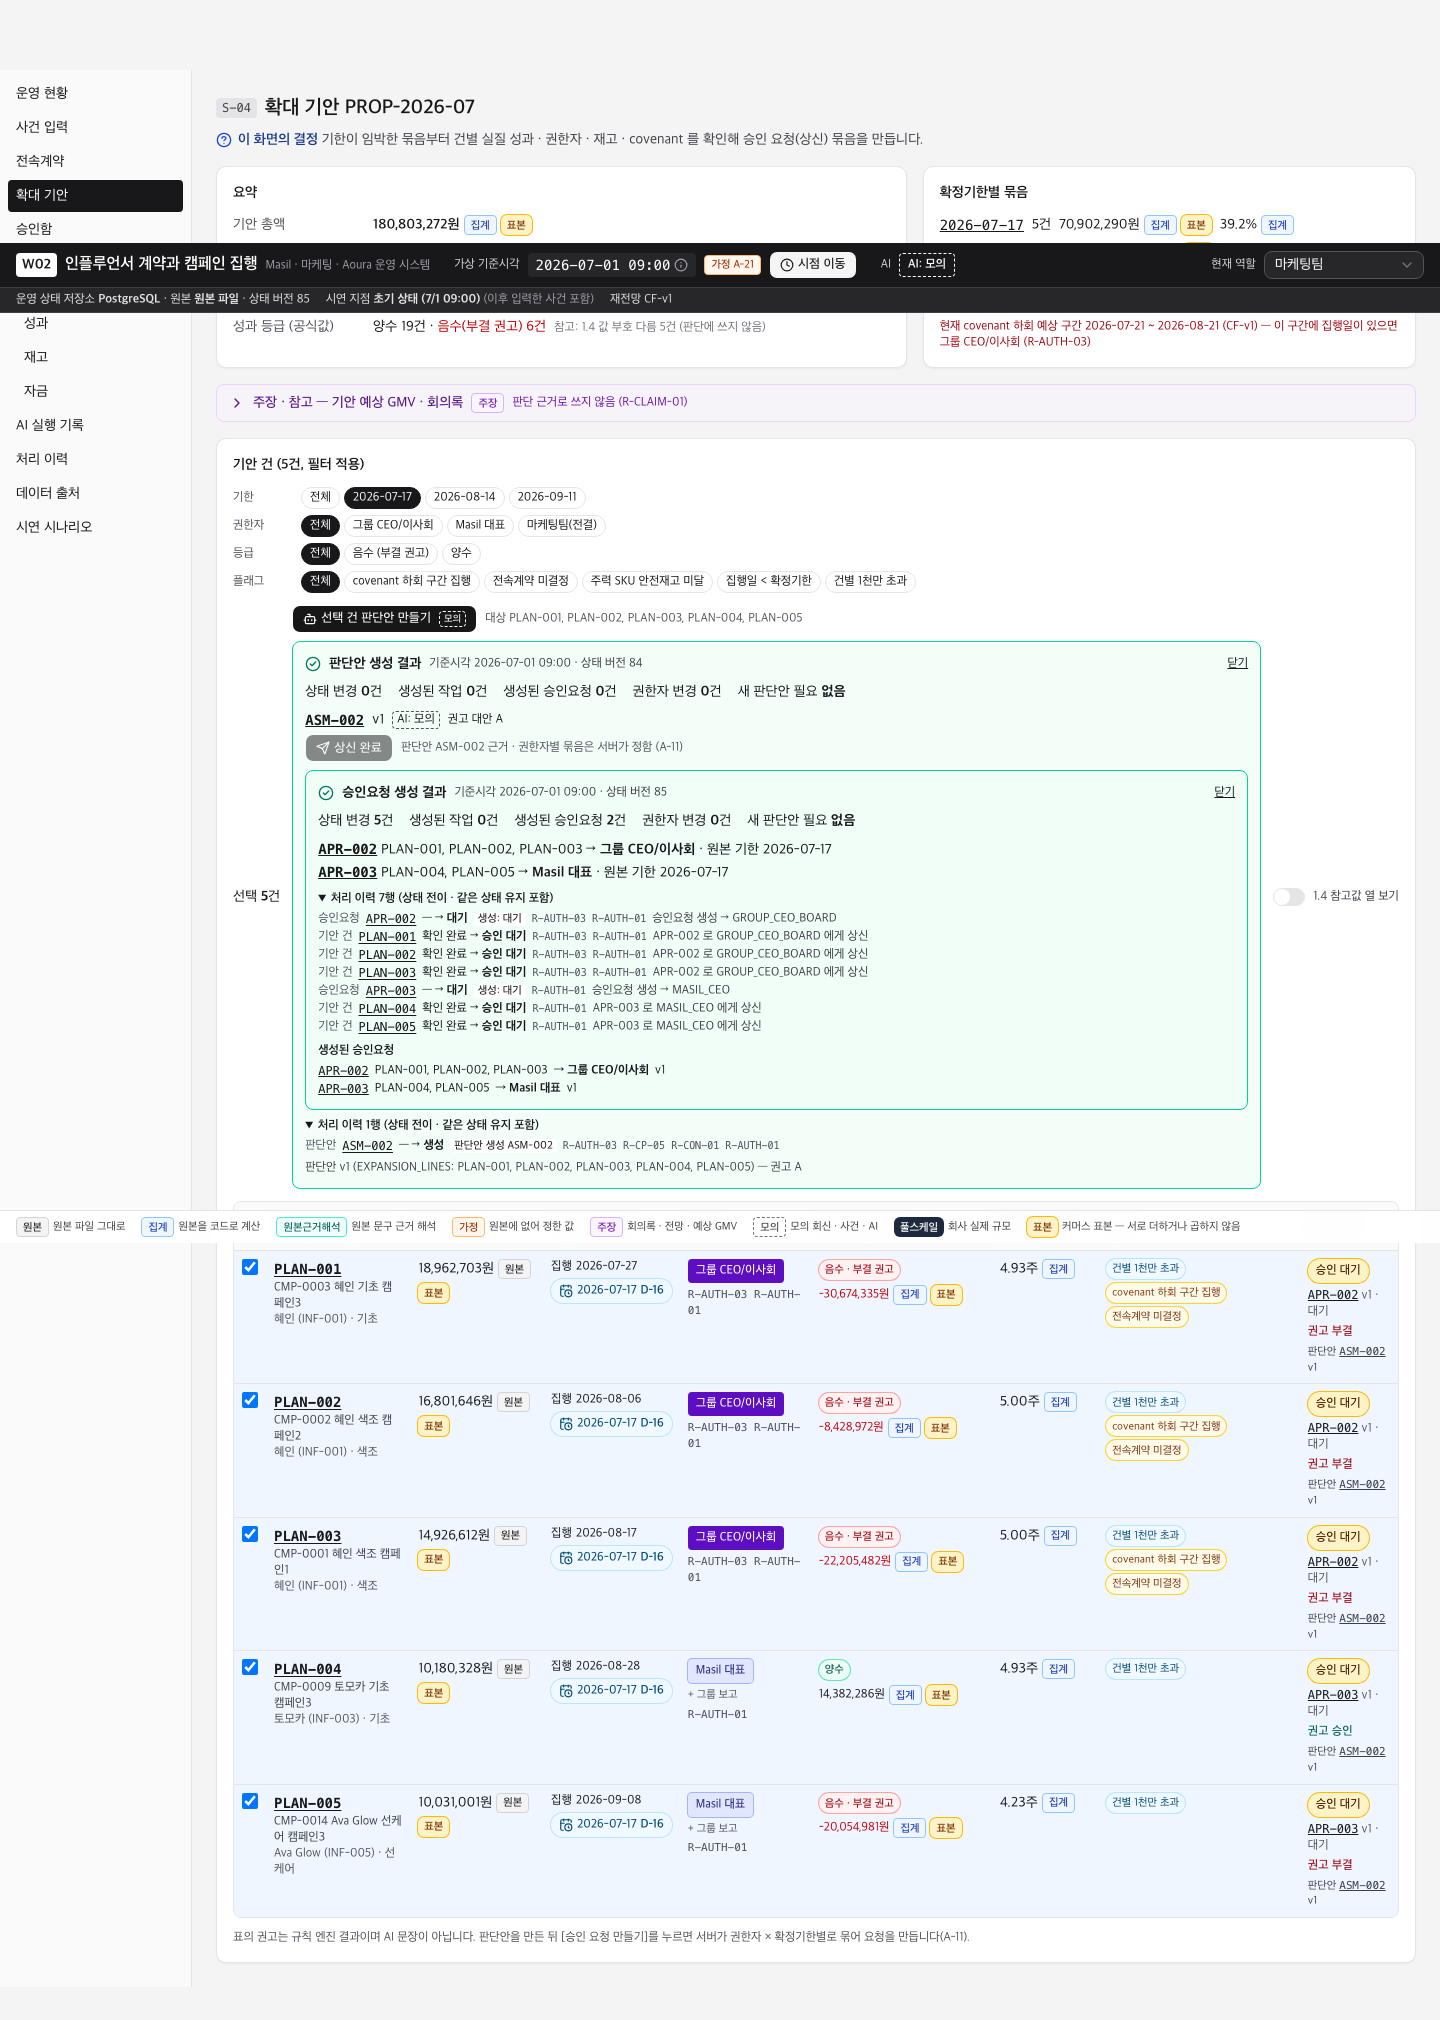 운영 현황
사건 입력
전속계약
확대 기안
승인함
S-04 확대 기안 PROP-2026-07
이 화면의 결정 기한이 임박한 묶음부터 건별 실질 성과 · 권한자 · 재고 · covenant 를 확인해 승인 요청(상신) 묶음을 만듭니다.
요약
기안 총액 180,803,272원 집계 표본
확정기한별 묶음
2026-07-17 5건 70,902,290원 집계 표본 39.2% 집계
W02 인플루언서 계약과 캠페인 집행 Masil · 마케팅 · Aoura 운영 시스템 가상 기준시각 2026-07-01 09:00 가정 A-21 시점 이동 AI AI: 모의 현재 역할 마케팅팀
운영 상태 저장소 PostgreSQL · 원본 원본 파일 · 상태 버전 85 시연 지점 초기 상태 (7/1 09:00) (이후 입력한 사건 포함) 재전망 CF-v1
성과
재고
자금
AI 실행 기록
처리 이력
데이터 출처
시연 시나리오
성과 등급 (공식값) 양수 19건 · 음수(부결 권고) 6건 참고: 1.4 값 부호 다름 5건 (판단에 쓰지 않음)
현재 covenant 하회 예상 구간 2026-07-21 ~ 2026-08-21 (CF-v1) — 이 구간에 집행일이 있으면
그룹 CEO/이사회 (R-AUTH-03)
주장 · 참고 — 기안 예상 GMV · 회의록 주장 판단 근거로 쓰지 않음 (R-CLAIM-01)
기안 건 (5건, 필터 적용)
기한 전체 2026-07-17 2026-08-14 2026-09-11
권한자 전체 그룹 CEO/이사회 Masil 대표 마케팅팀(전결)
등급 전체 음수 (부결 권고) 양수
플래그 전체 covenant 하회 구간 집행 전속계약 미결정 주력 SKU 안전재고 미달 집행일 < 확정기한 건별 1천만 초과
선택 건 판단안 만들기 모의 대상 PLAN-001, PLAN-002, PLAN-003, PLAN-004, PLAN-005
판단안 생성 결과 기준시각 2026-07-01 09:00 · 상태 버전 84 닫기
상태 변경 0건 생성된 작업 0건 생성된 승인요청 0건 권한자 변경 0건 새 판단안 필요 없음
ASM-002 v1 AI: 모의 권고 대안 A
상신 완료 판단안 ASM-002 근거 · 권한자별 묶음은 서버가 정함 (A-11)
승인요청 생성 결과 기준시각 2026-07-01 09:00 · 상태 버전 85 닫기
상태 변경 5건 생성된 작업 0건 생성된 승인요청 2건 권한자 변경 0건 새 판단안 필요 없음
APR-002 PLAN-001, PLAN-002, PLAN-003 → 그룹 CEO/이사회 · 원본 기한 2026-07-17
APR-003 PLAN-004, PLAN-005 → Masil 대표 · 원본 기한 2026-07-17
선택 5건
1.4 참고값 열 보기
▼ 처리 이력 7행 (상태 전이 · 같은 상태 유지 포함)
승인요청 APR-002 — → 대기 생성: 대기 R-AUTH-03 R-AUTH-01 승인요청 생성 → GROUP_CEO_BOARD
기안 건 PLAN-001 확인 완료 → 승인 대기 R-AUTH-03 R-AUTH-01 APR-002 로 GROUP_CEO_BOARD 에게 상신
기안 건 PLAN-002 확인 완료 → 승인 대기 R-AUTH-03 R-AUTH-01 APR-002 로 GROUP_CEO_BOARD 에게 상신
기안 건 PLAN-003 확인 완료 → 승인 대기 R-AUTH-03 R-AUTH-01 APR-002 로 GROUP_CEO_BOARD 에게 상신
승인요청 APR-003 — → 대기 생성: 대기 R-AUTH-01 승인요청 생성 → MASIL_CEO
기안 건 PLAN-004 확인 완료 → 승인 대기 R-AUTH-01 APR-003 로 MASIL_CEO 에게 상신
기안 건 PLAN-005 확인 완료 → 승인 대기 R-AUTH-01 APR-003 로 MASIL_CEO 에게 상신
생성된 승인요청
APR-002 PLAN-001, PLAN-002, PLAN-003 → 그룹 CEO/이사회 v1
APR-003 PLAN-004, PLAN-005 → Masil 대표 v1
▼ 처리 이력 1행 (상태 전이 · 같은 상태 유지 포함)
판단안 ASM-002 — → 생성 판단안 생성 ASM-002 R-AUTH-03 R-CP-05 R-CON-01 R-AUTH-01
판단안 v1 (EXPANSION_LINES: PLAN-001, PLAN-002, PLAN-003, PLAN-004, PLAN-005) — 권고 A
원본 원본 파일 그대로 집계 원본을 코드로 계산 원본근거해석 원본 문구 근거 해석 가정 원본에 없어 정한 값 주장 회의록 · 전망 · 예상 GMV 모의 모의 회신 · 사건 · AI 풀스케일 회사 실제 규모 표본 커머스 표본 — 서로 더하거나 곱하지 않음
PLAN-001 18,962,703원 원본 집행 2026-07-27 그룹 CEO/이사회 음수 · 부결 권고 4.93주 집계 건별 1천만 초과 승인 대기
CMP-0003 혜인 기초 캠 표본 2026-07-17 D-16 R-AUTH-03 R-AUTH- -30,674,335원 집계 표본 covenant 하회 구간 집행 APR-002 v1 ·
페인3 01 대기
혜인 (INF-001) · 기초 전속계약 미결정 권고 부결
판단안 ASM-002
v1
PLAN-002 16,801,646원 원본 집행 2026-08-06 그룹 CEO/이사회 음수 · 부결 권고 5.00주 집계 건별 1천만 초과 승인 대기
CMP-0002 혜인 색조 캠 표본 2026-07-17 D-16 R-AUTH-03 R-AUTH- -8,428,972원 집계 표본 covenant 하회 구간 집행 APR-002 v1 ·
페인2 01 대기
혜인 (INF-001) · 색조 전속계약 미결정 권고 부결
판단안 ASM-002
v1
PLAN-003 14,926,612원 원본 집행 2026-08-17 그룹 CEO/이사회 음수 · 부결 권고 5.00주 집계 건별 1천만 초과 승인 대기
CMP-0001 혜인 색조 캠페 표본 2026-07-17 D-16 R-AUTH-03 R-AUTH- -22,205,482원 집계 표본 covenant 하회 구간 집행 APR-002 v1 ·
인1 01 대기
혜인 (INF-001) · 색조 전속계약 미결정 권고 부결
판단안 ASM-002
v1
PLAN-004 10,180,328원 원본 집행 2026-08-28 Masil 대표 양수 4.93주 집계 건별 1천만 초과 승인 대기
CMP-0009 토모카 기초 표본 2026-07-17 D-16 + 그룹 보고 14,382,286원 집계 표본 APR-003 v1 ·
캠페인3 R-AUTH-01 대기
토모카 (INF-003) · 기초 권고 승인
판단안 ASM-002
v1
PLAN-005 10,031,001원 원본 집행 2026-09-08 Masil 대표 음수 · 부결 권고 4.23주 집계 건별 1천만 초과 승인 대기
CMP-0014 Ava Glow 선케 표본 2026-07-17 D-16 + 그룹 보고 -20,054,981원 집계 표본 APR-003 v1 ·
어 캠페인3 R-AUTH-01 대기
Ava Glow (INF-005) · 선 권고 부결
케어 판단안 ASM-002
v1
표의 권고는 규칙 엔진 결과이며 AI 문장이 아닙니다. 판단안을 만든 뒤 [승인 요청 만들기]를 누르면 서버가 권한자 × 확정기한별로 묶어 요청을 만듭니다(A-11).